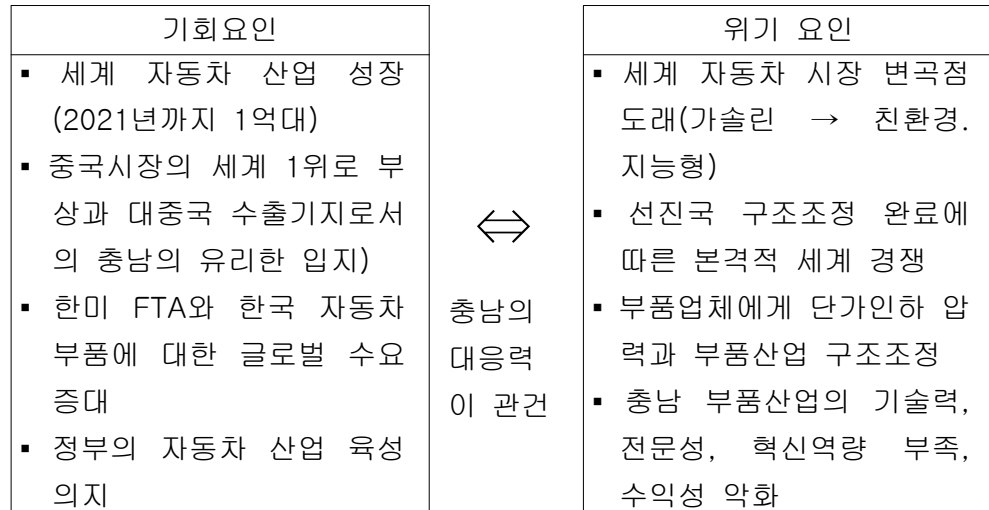 기회요인
▪ 세계 자동차 산업 성장
(2021년까지 1억대)
▪ 중국시장의 세계 1위로 부
상과 대중국 수출기지로서
의 충남의 유리한 입지)
▪ 한미 FTA와 한국 자동차
부품에 대한 글로벌 수요
증대
▪ 정부의 자동차 산업 육성
의지
⇔
충남의
대응력
이 관건
위기 요인
▪ 세계 자동차 시장 변곡점
도래(가솔린 → 친환경.
지능형)
▪ 선진국 구조조정 완료에
따른 본격적 세계 경쟁
▪ 부품업체에게 단가인하 압
력과 부품산업 구조조정
▪ 충남 부품산업의 기술력,
전문성, 혁신역량 부족,
수익성 악화